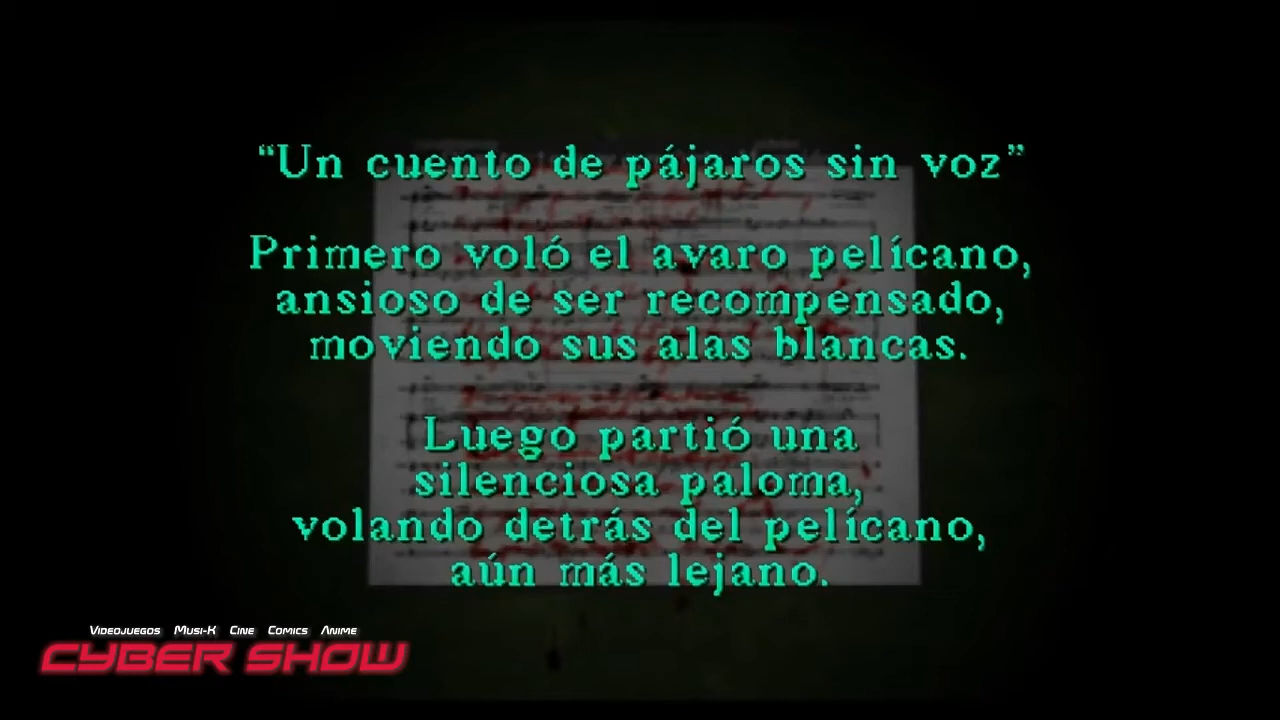 “Un cuento de pájaros sin voz”
Primero voló el avaro pelícano,
ansioso de ser recompensado,
moviendo sus alas blancas.
Luego partió una
silenciosa paloma,
volando detrás del pelícano,
aún más lejano.
Videojuegos Musi-K Cine Comics Anime
CYBER SHOW